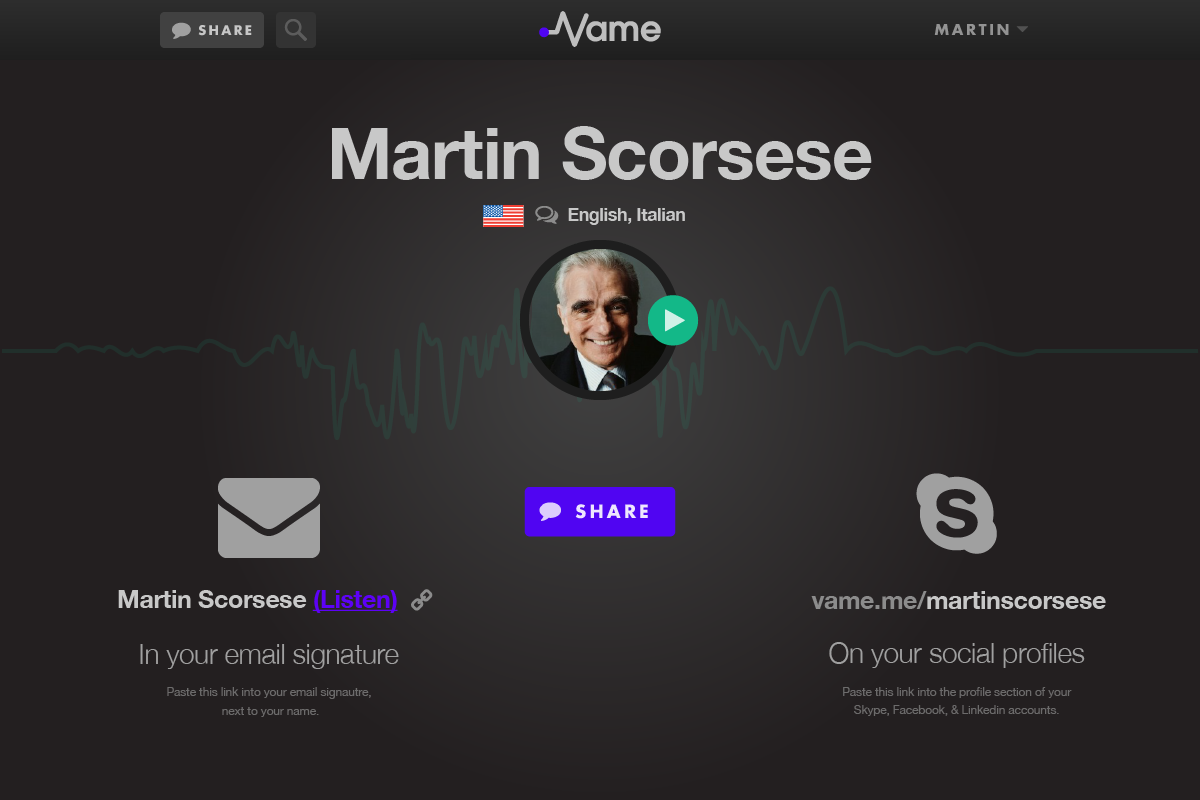 SHARE
Vame
MARTIN
Martin Scorsese
English, Italian
SHARE
Martin Scorsese (Listen)
vame.me/martinscorsese
In your email signature
On your social profiles
Paste this link into your email signautre,
next to your name.
Paste this link into the profile section of your
Skype, Facebook, & Linkedin accounts.